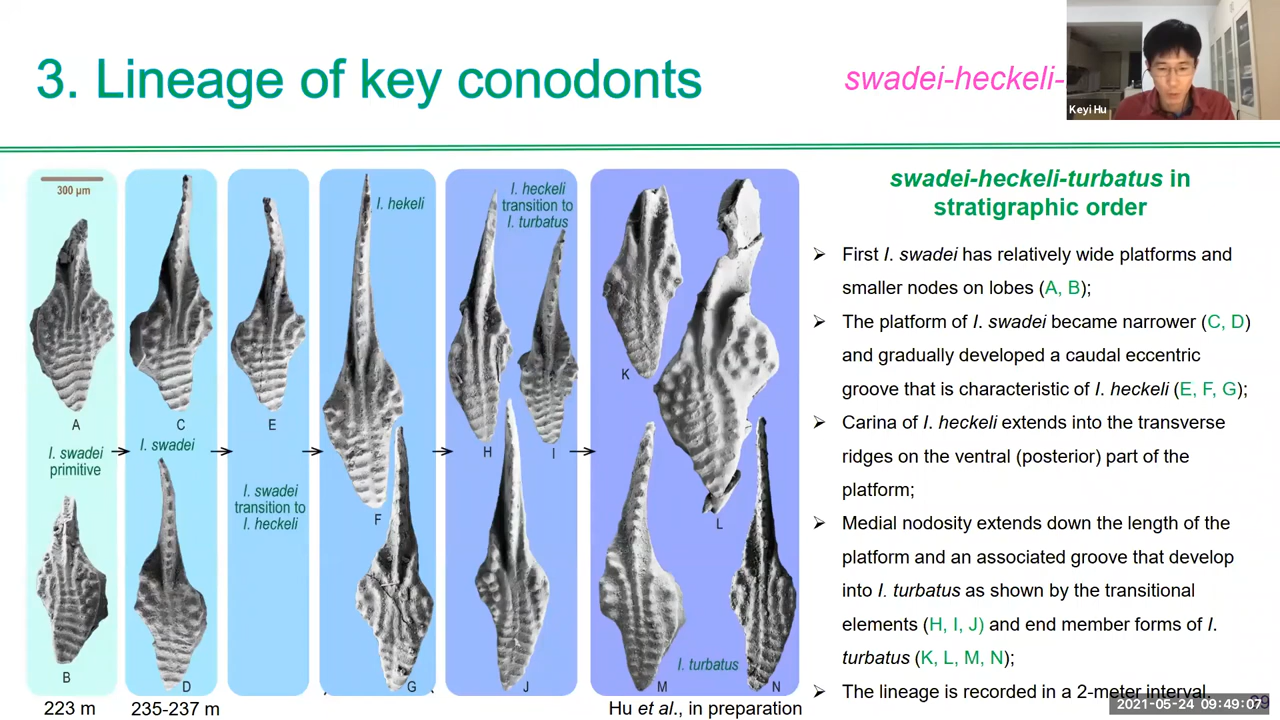 3. Lineage of key conodonts
swadei-heckeli-
Keyi Hu
300 µm
I. hekeli
I. heckeli
transition to
I. turbatus
A
C
E
K
H
I
I. swadei
primitive
I. swadei
I. swadei
transition to
I. heckeli
F
L
B
D
G
J
I. turbatus
M
N
223 m
235-237 m
Hu et al., in preparation
swadei-heckeli-turbatus in
stratigraphic order
➢ First I. swadei has relatively wide platforms and
smaller nodes on lobes (A, B);
➢ The platform of I. swadei became narrower (C, D)
and gradually developed a caudal eccentric
groove that is characteristic of I. heckeli (E, F, G);
➢ Carina of I. heckeli extends into the transverse
ridges on the ventral (posterior) part of the
platform;
➢ Medial nodosity extends down the length of the
platform and an associated groove that develop
into I. turbatus as shown by the transitional
elements (H, I, J) and end member forms of I.
turbatus (K, L, M, N);
➢ The lineage is recorded in a 2-meter interval.
2021-05-24 09:49:07